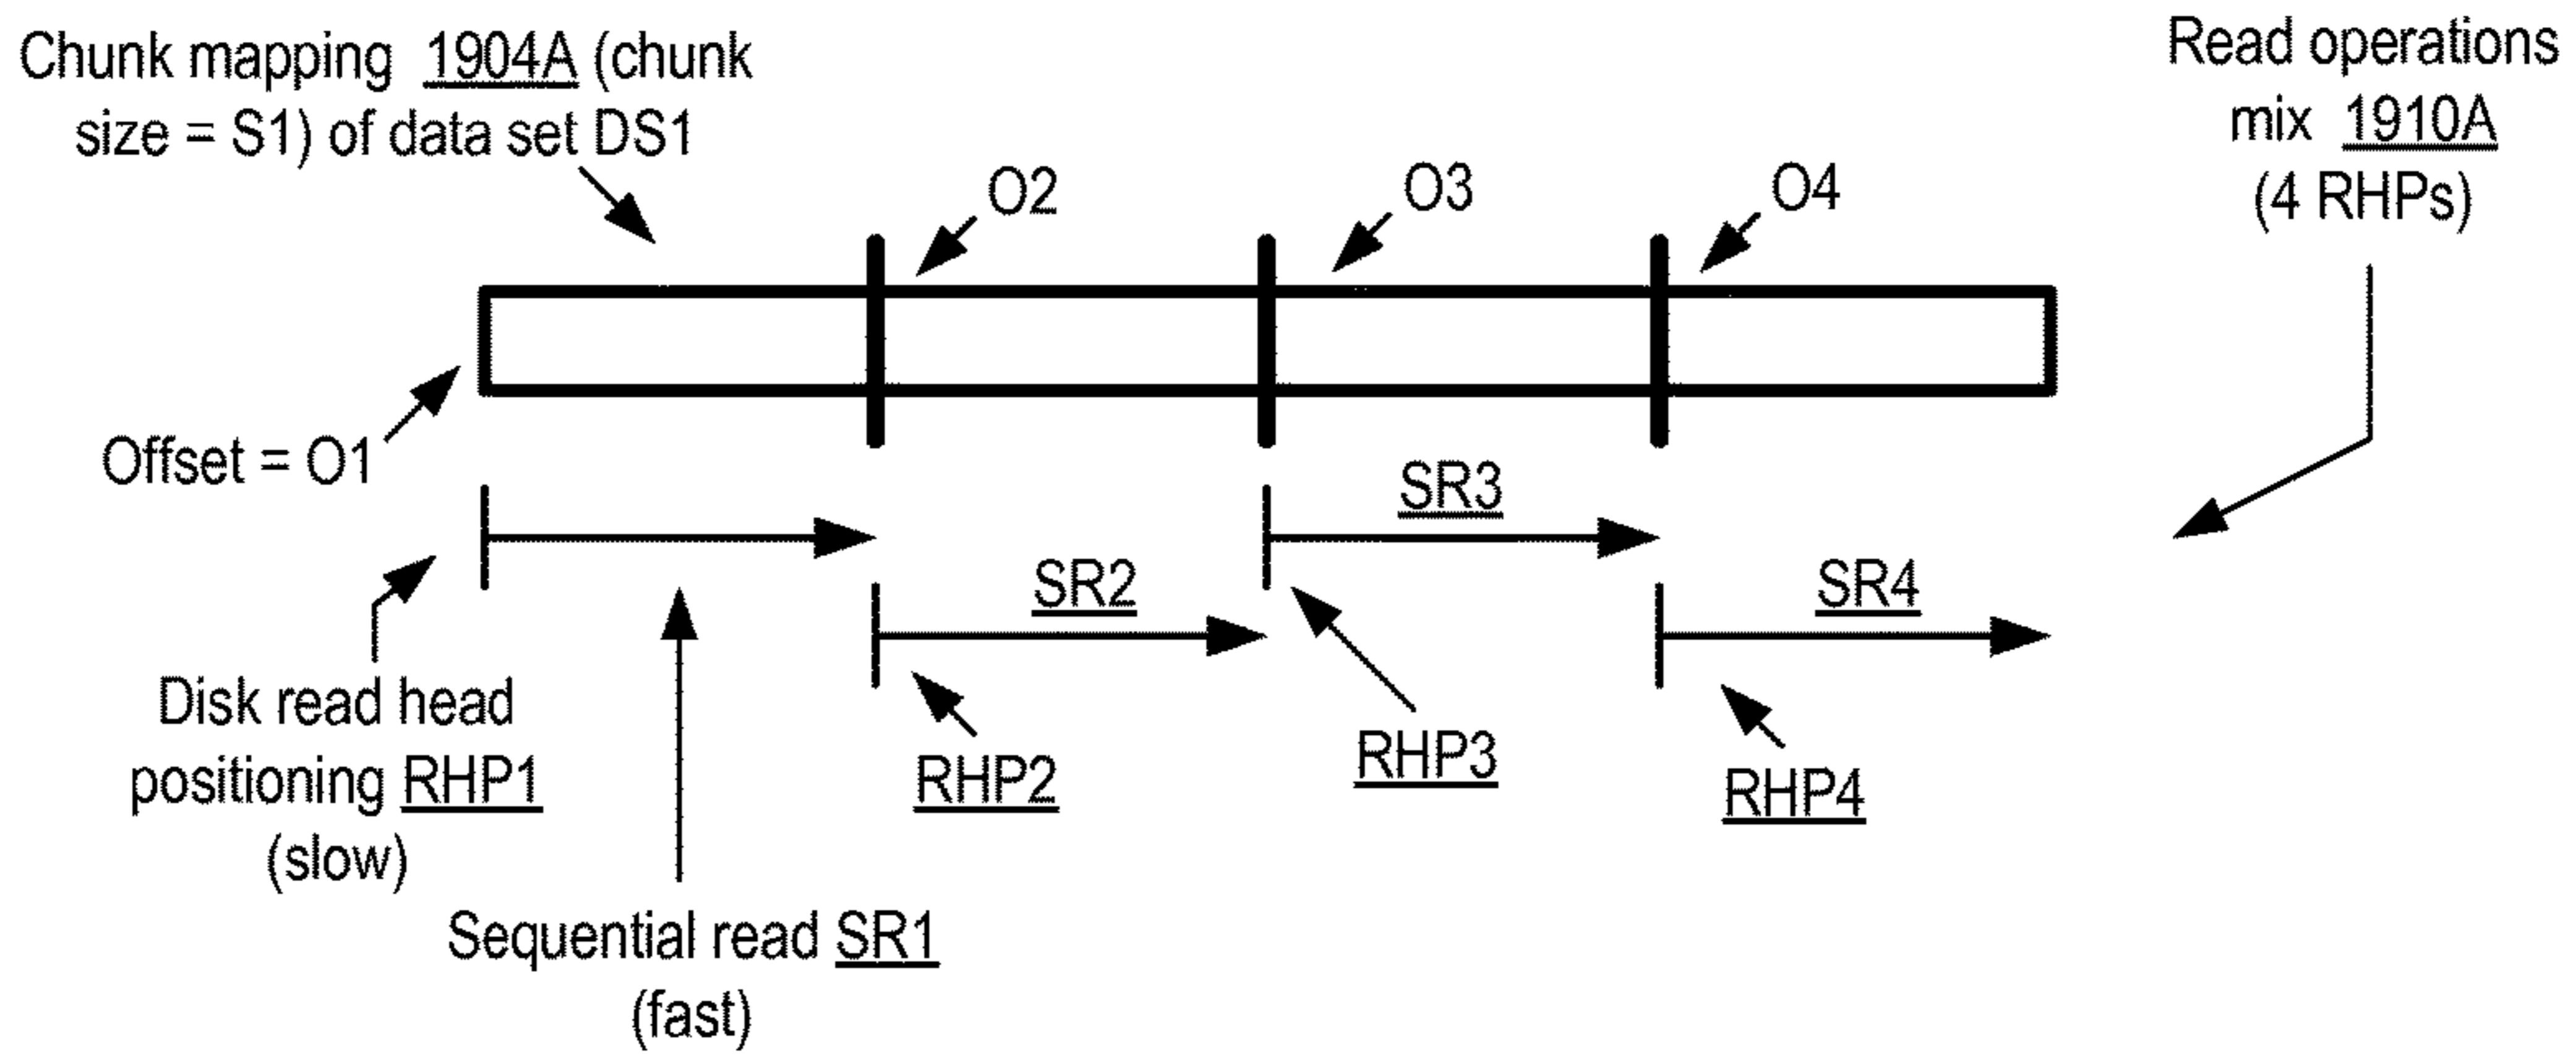 Chunk mapping 1904A (chunk
size = S1) of data set DS1
Read operations
mix 1910A
(4 RHPs)
O2
O3
O4
Offset = O1
SR3
SR2
SR4
Disk read head
positioning RHP1
(slow)
RHP2
RHP3
RHP4
Sequential read SR1
(fast)